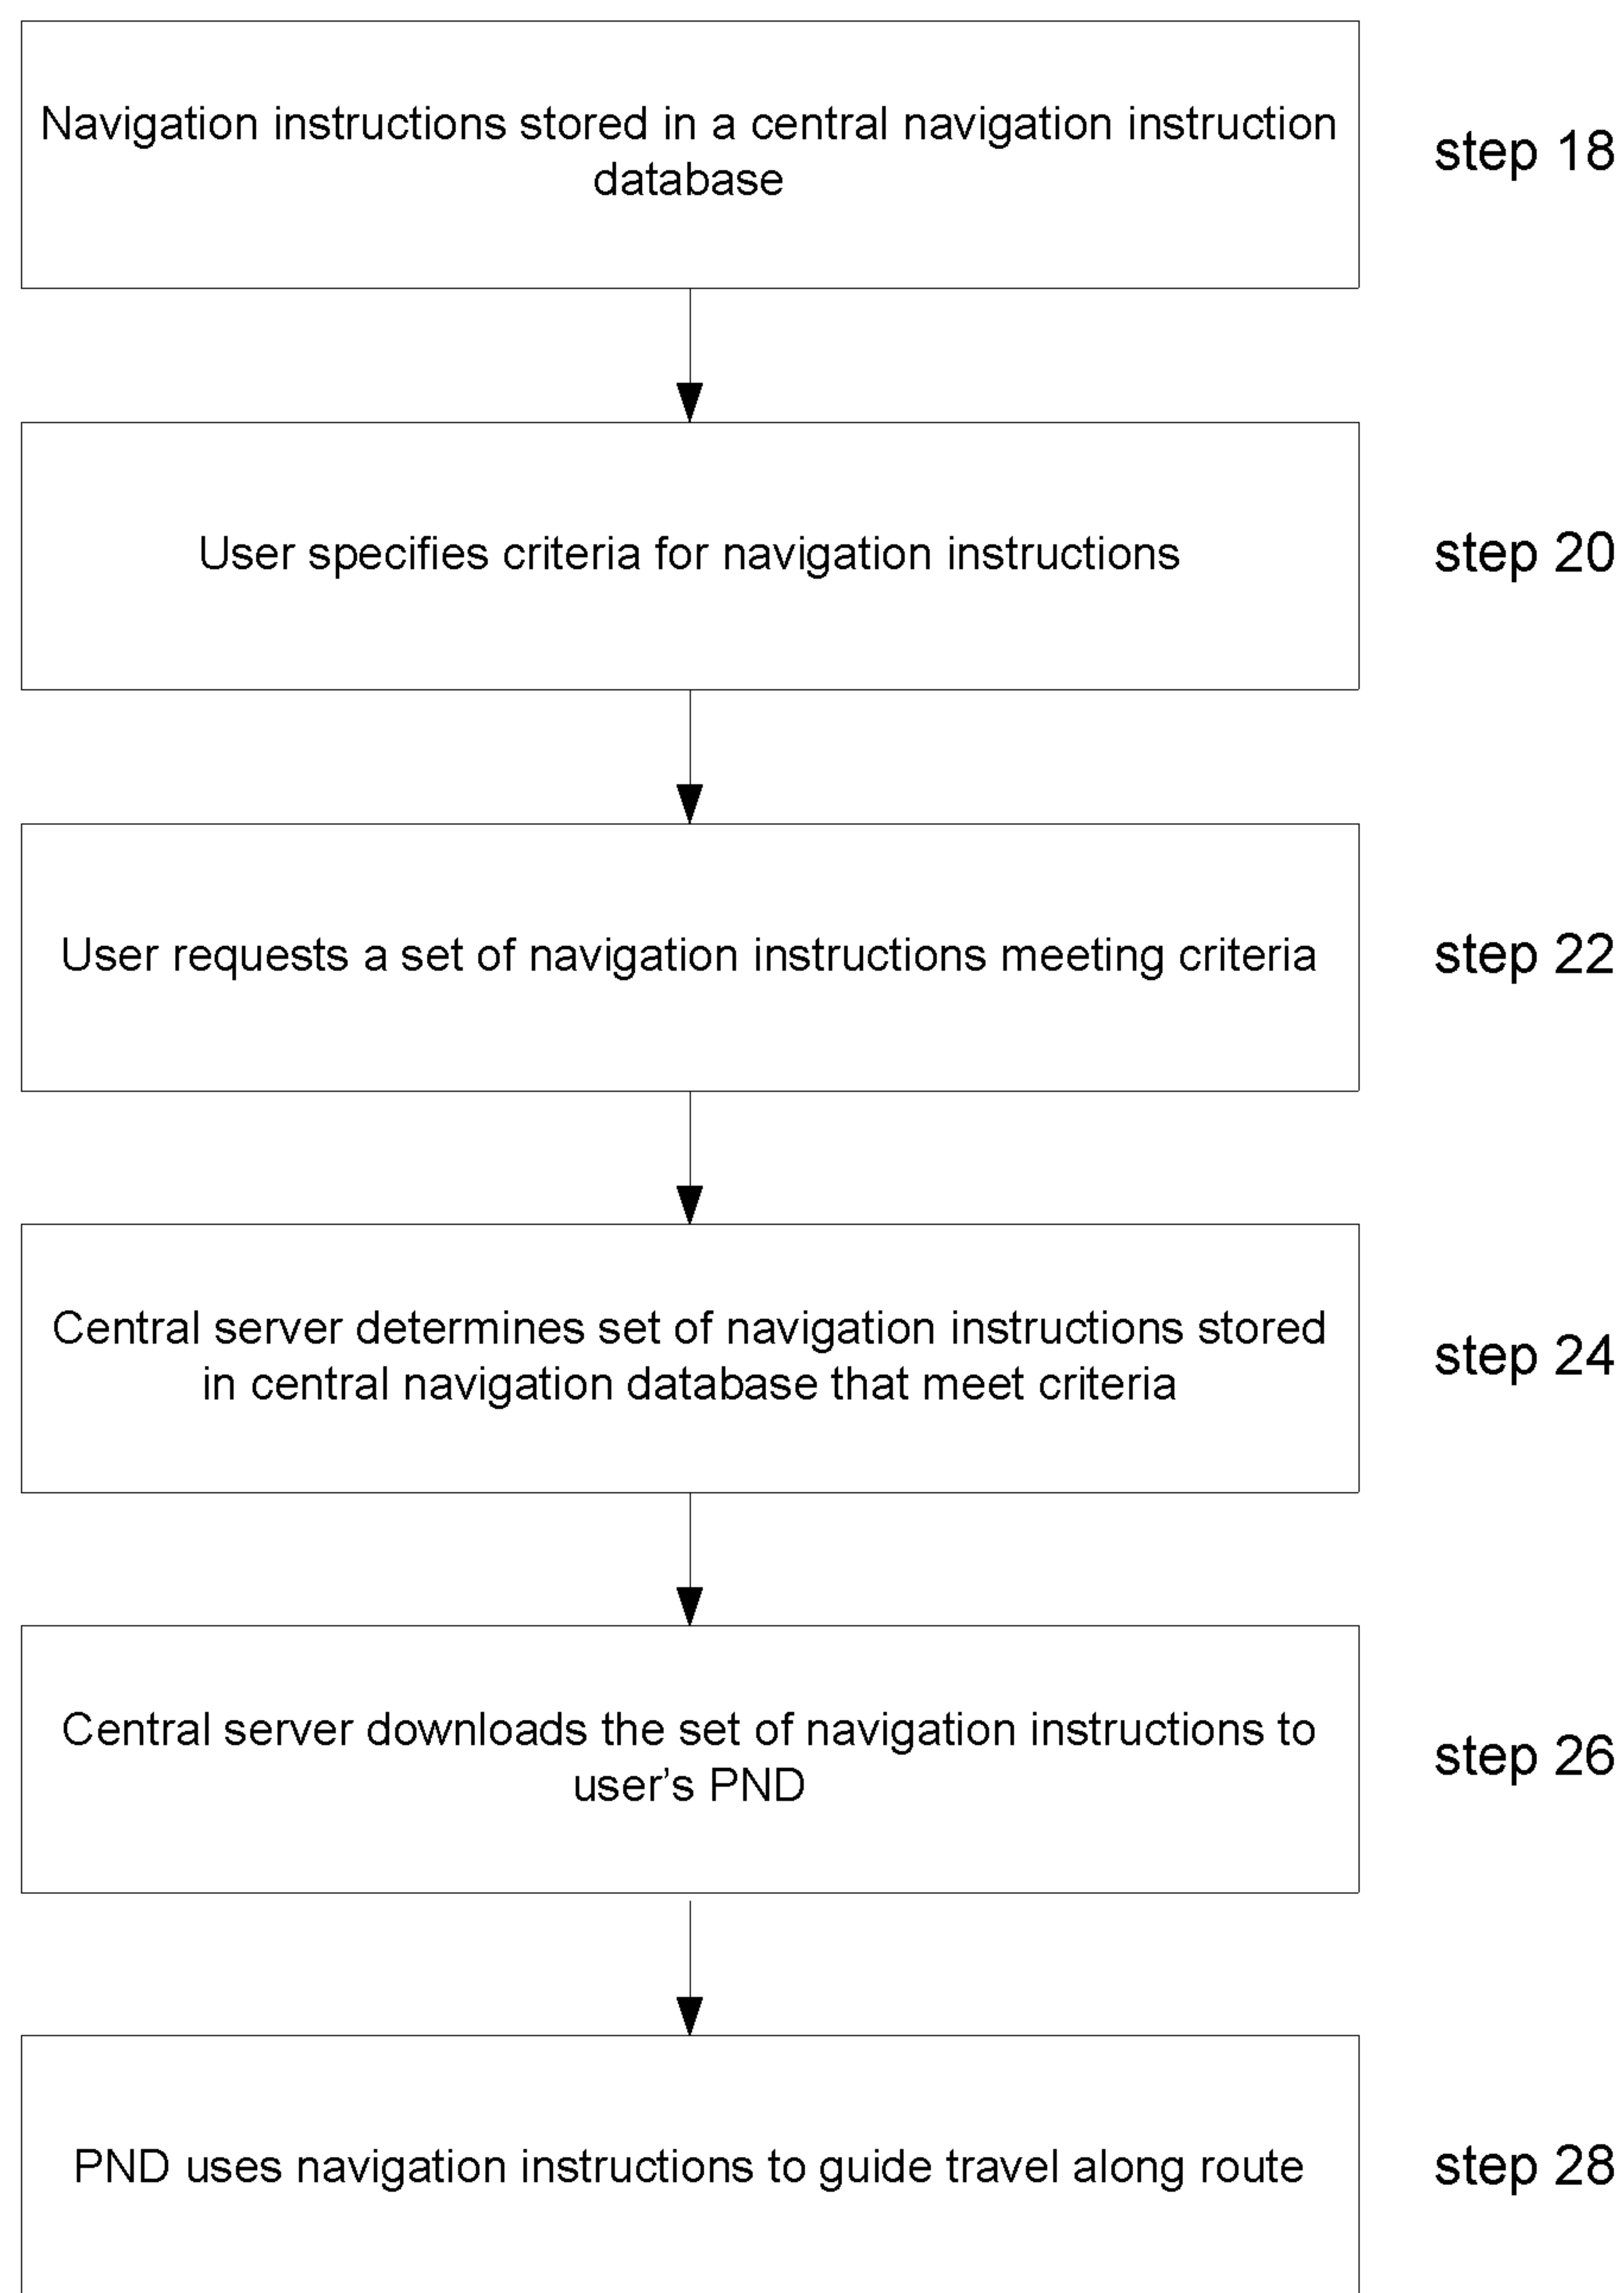 Navigation instructions stored in a central navigation instruction
database
step 18
User specifies criteria for navigation instructions
step 20
User requests a set of navigation instructions meeting criteria
step 22
Central server determines set of navigation instructions stored
in central navigation database that meet criteria
step 24
Central server downloads the set of navigation instructions to
user's PND
step 26
PND uses navigation instructions to guide travel along route
step 28